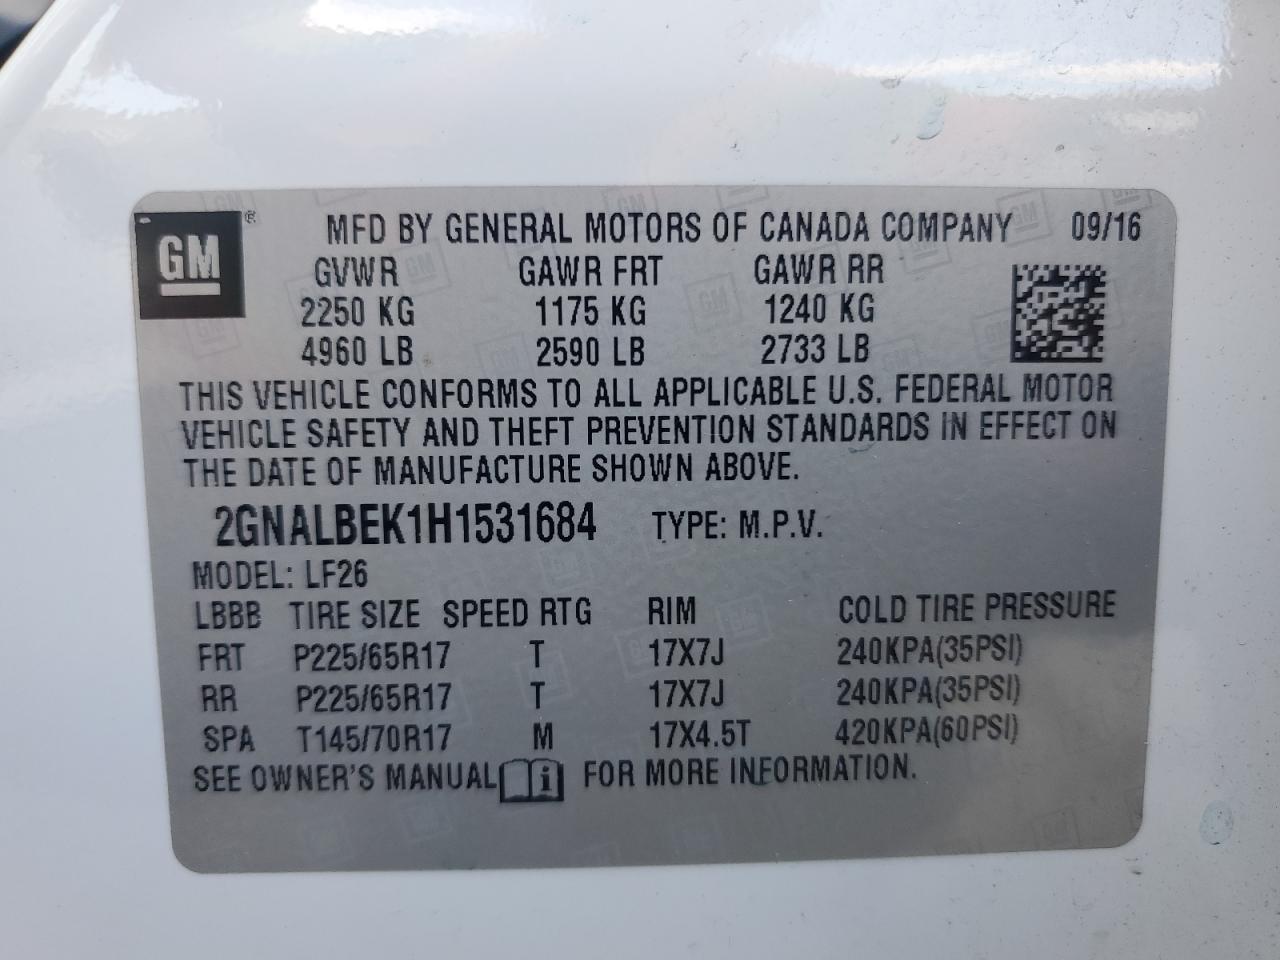 GM ®
MFD BY GENERAL MOTORS OF CANADA COMPANY 09/16
GVWR GAWR FRT GAWR RR
2250 KG 1175 KG 1240 KG
4960 LB 2590 LB 2733 LB
THIS VEHICLE CONFORMS TO ALL APPLICABLE U.S. FEDERAL MOTOR
VEHICLE SAFETY AND THEFT PREVENTION STANDARDS IN EFFECT ON
THE DATE OF MANUFACTURE SHOWN ABOVE.
2GNALBEK1H1531684 TYPE: M.P.V.
MODEL: LF26
LBBB TIRE SIZE SPEED RTG RIM COLD TIRE PRESSURE
FRT P225/65R17 T 17X7J 240KPA(35PSI)
RR P225/65R17 T 17X7J 240KPA(35PSI)
SPA T145/70R17 M 17X4.5T 420KPA(60PSI)
SEE OWNER'S MANUAL i FOR MORE INFORMATION.